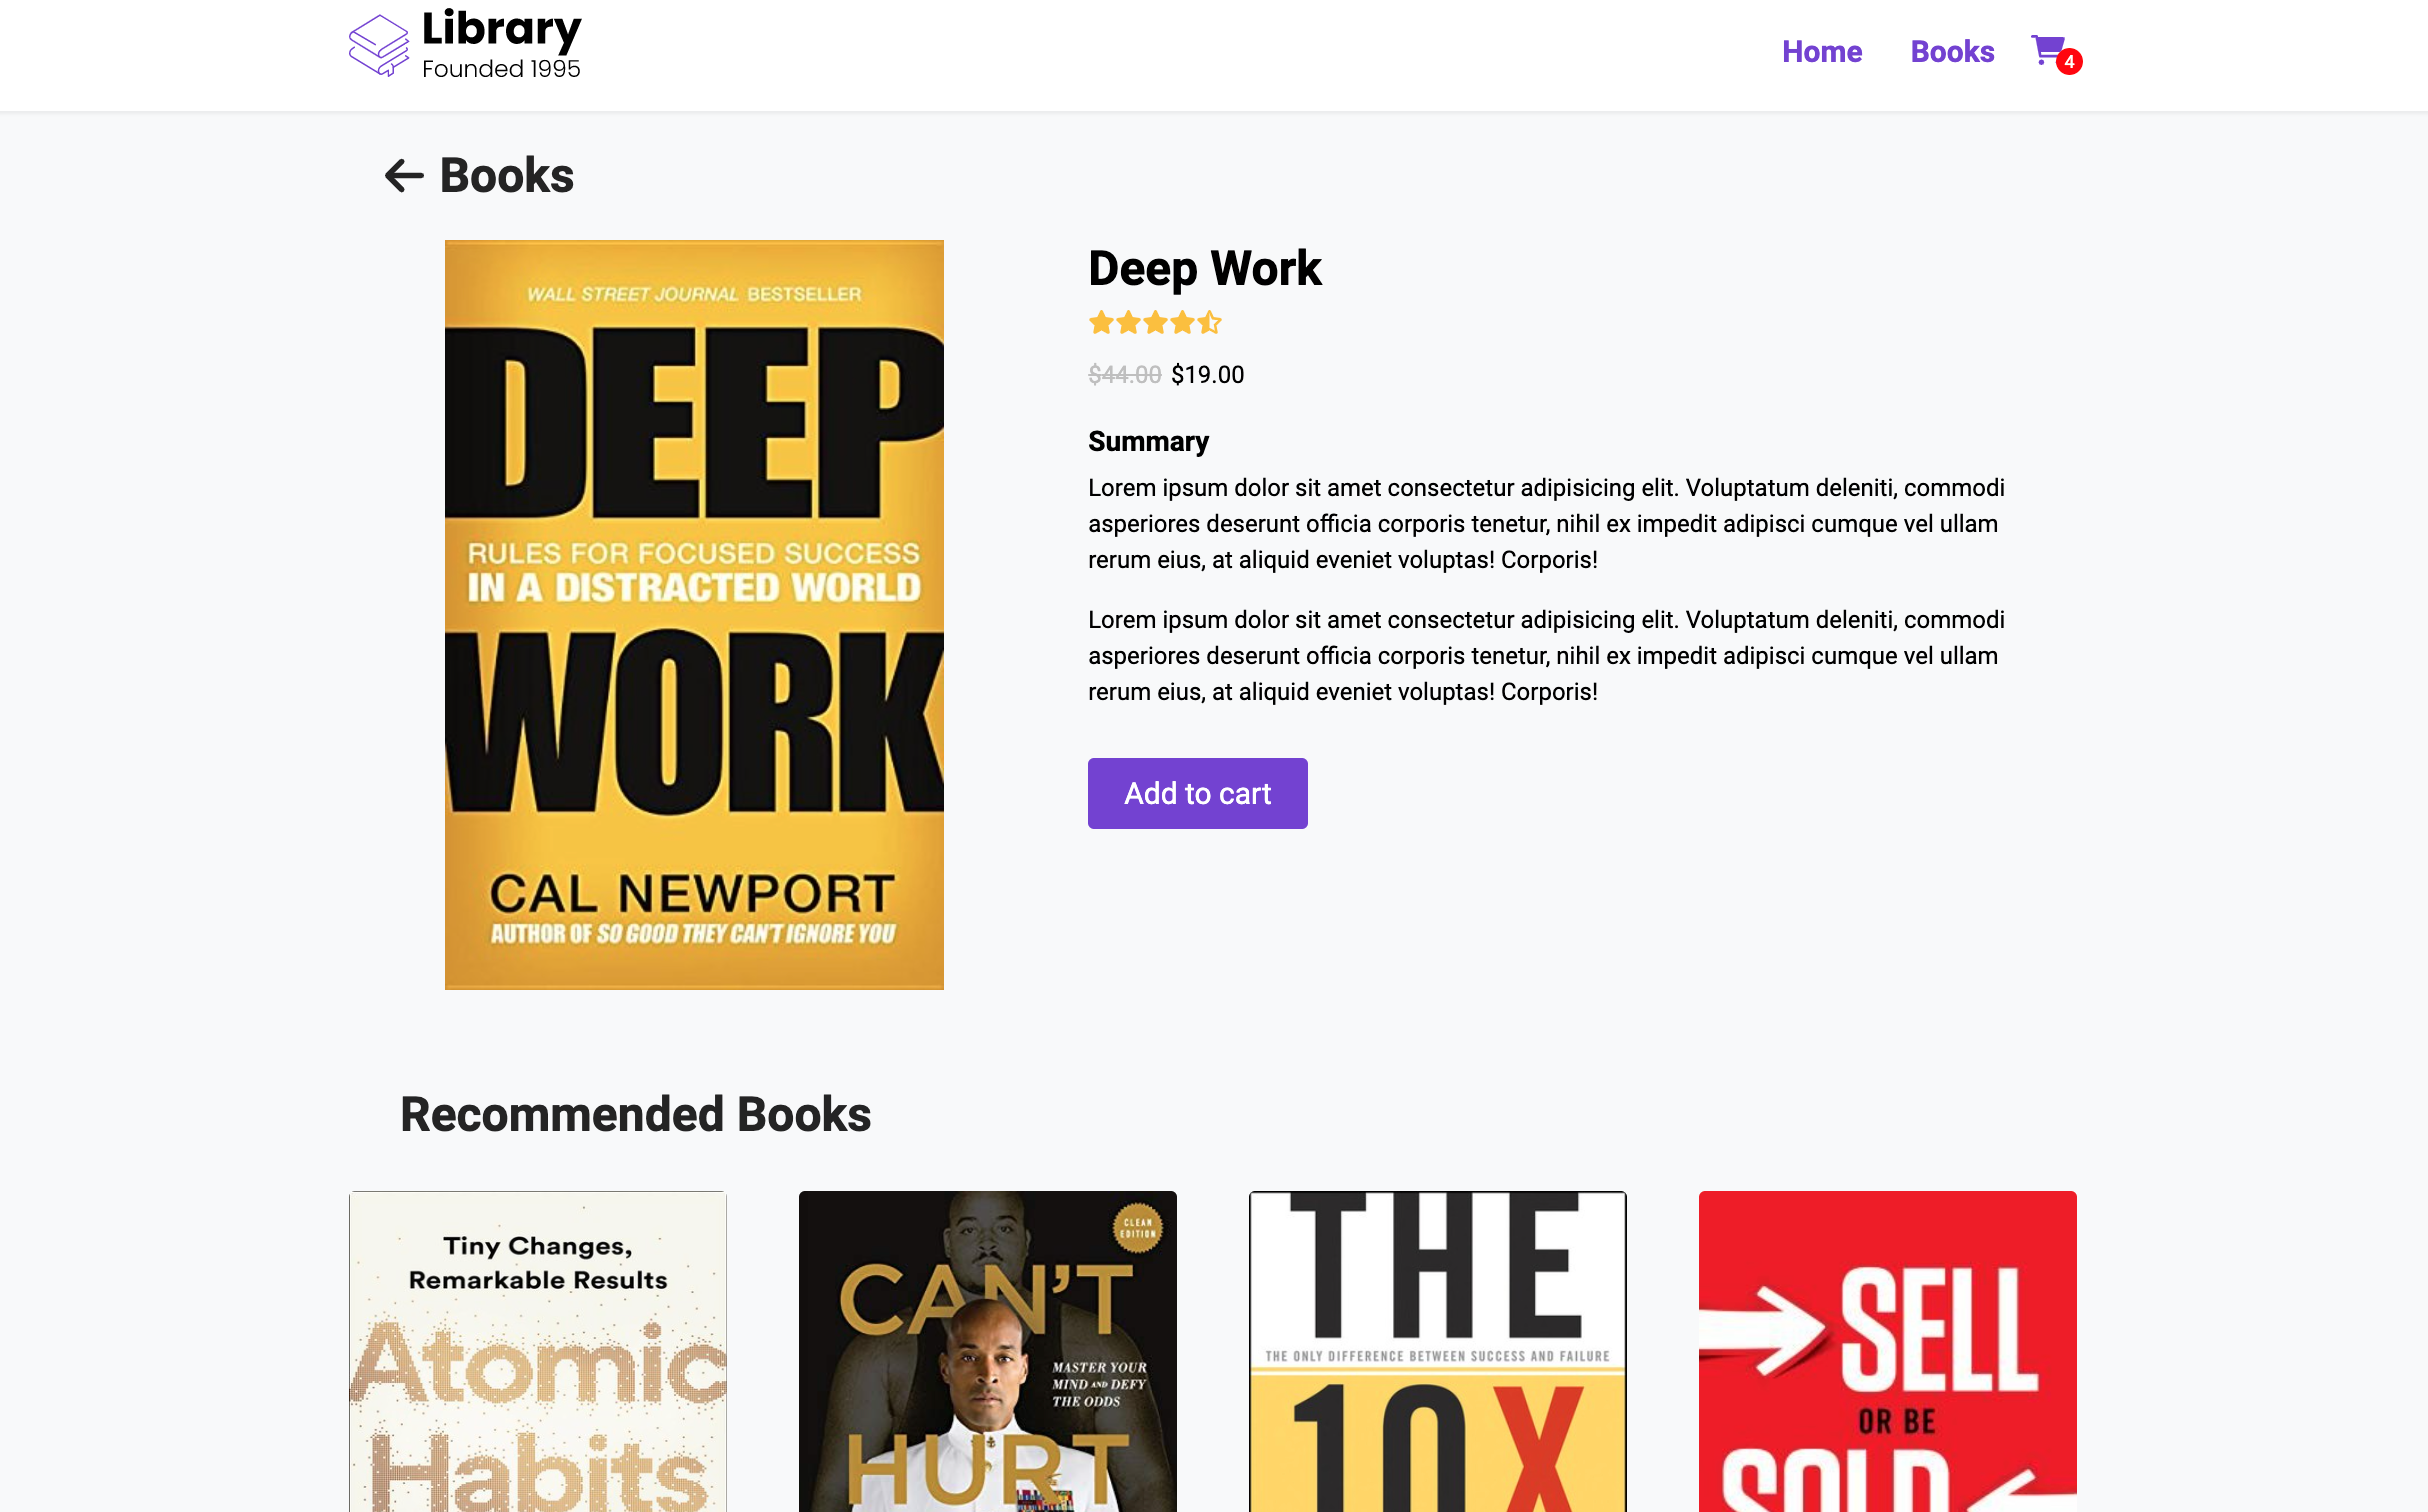 Library
Founded 1995
Home
Books
4
Books
WALL STREET JOURNAL BESTSELLER
DEEP
RULES FOR FOCUSED SUCCESS
IN A DISTRACTED WORLD
WORK
CAL NEWPORT
AUTHOR OF SO GOOD THEY CAN'T IGNORE YOU
Deep Work
$44.00 $19.00
Summary
Lorem ipsum dolor sit amet consectetur adipisicing elit. Voluptatum deleniti, commodi
asperiores deserunt officia corporis tenetur, nihil ex impedit adipisci cumque vel ullam
rerum eius, at aliquid eveniet voluptas! Corporis!
Lorem ipsum dolor sit amet consectetur adipisicing elit. Voluptatum deleniti, commodi
asperiores deserunt officia corporis tenetur, nihil ex impedit adipisci cumque vel ullam
rerum eius, at aliquid eveniet voluptas! Corporis!
Add to cart
Recommended Books
Tiny Changes,
Remarkable Results
Atomic
Habits
CLEAN
EDITION
CAN'T
MASTER YOUR
MIND AND DEFY
THE ODDS
HURT
THE
THE ONLY DIFFERENCE BETWEEN SUCCESS AND FAILURE
10X
SELL
OR BE
SOLD